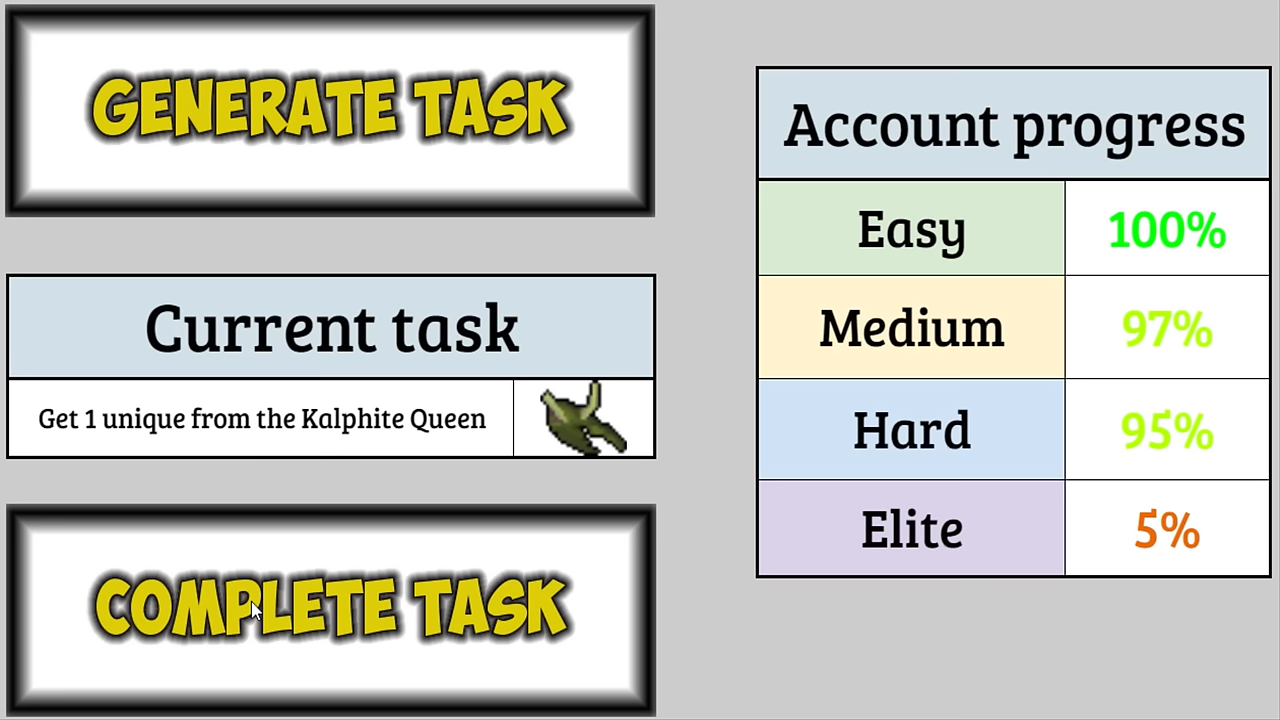 GENERATE TASK
Current task
Get 1 unique from the Kalphite Queen
COMPLETE TASK
Account progress
Easy 100%
Medium 97%
Hard 95%
Elite 5%